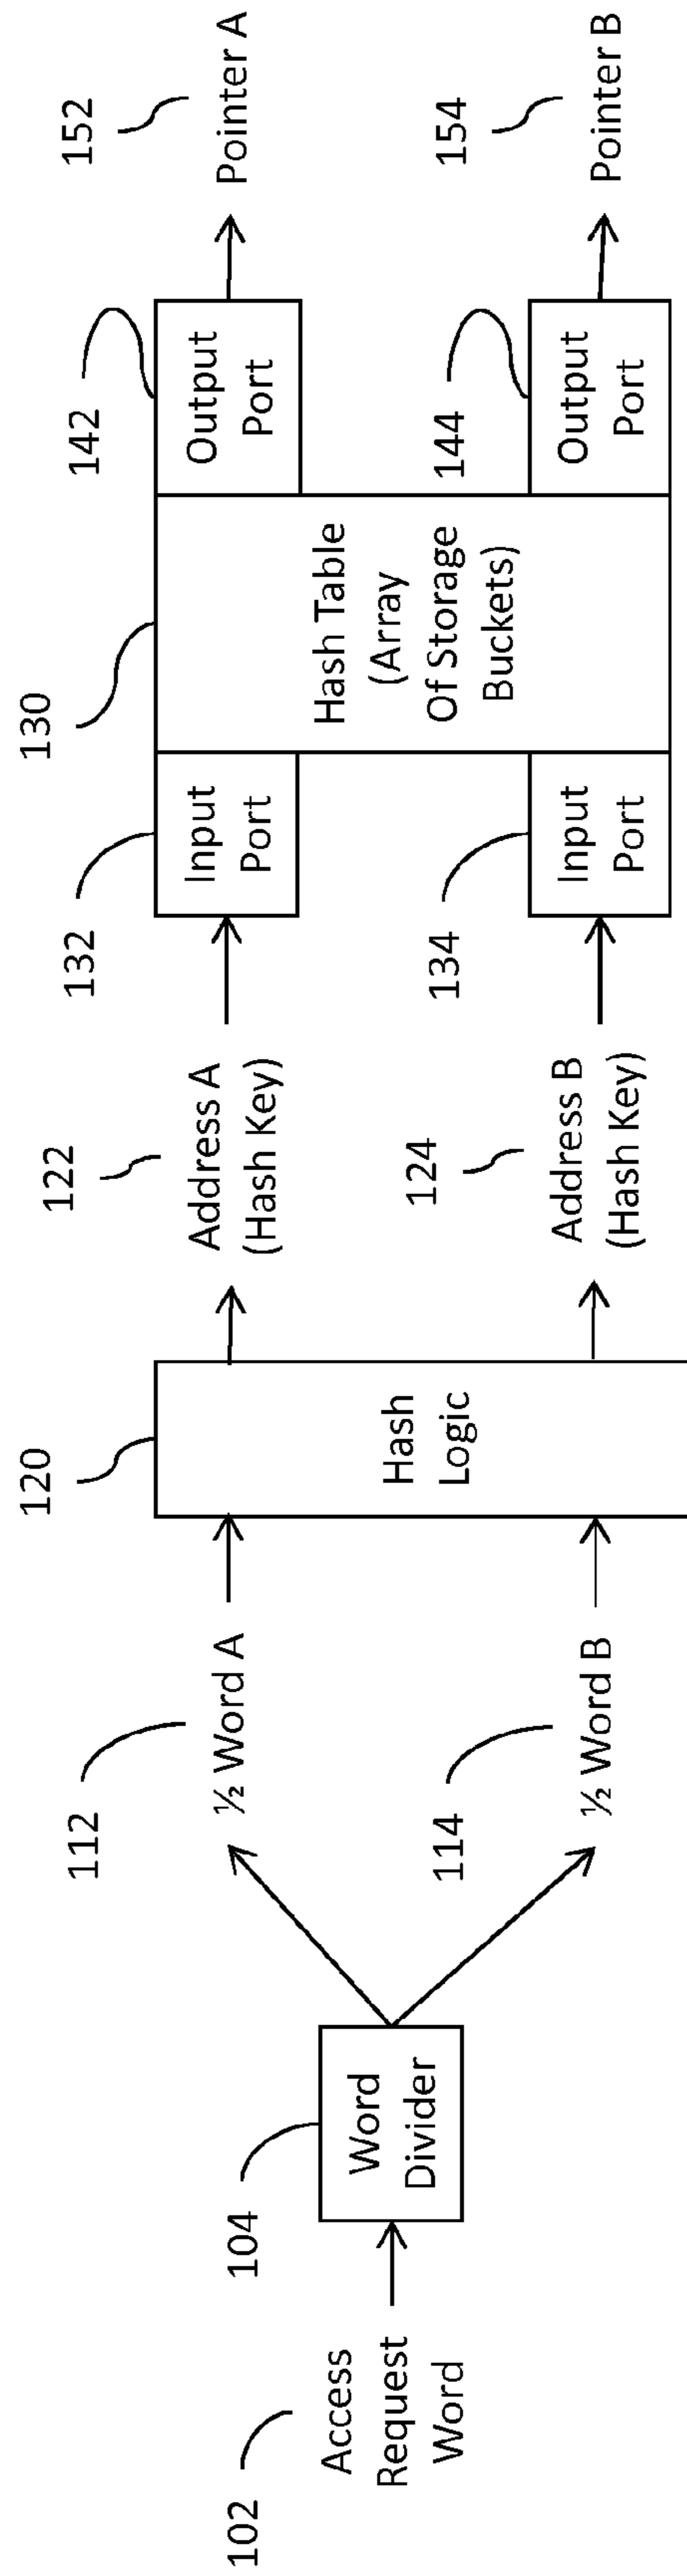 102
Access
Request
Word
104
Word
Divider
112
½ Word A
114
½ Word B
120
Hash
Logic
122
Address A
(Hash Key)
124
Address B
(Hash Key)
132
Input
Port
134
Input
Port
130
Hash Table
(Array
Of Storage
Buckets)
142
Output
Port
144
Output
Port
152
Pointer A
154
Pointer B